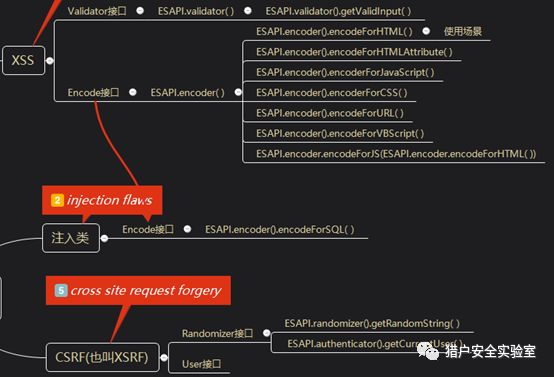 Validator接口
ESAPI.validator( )
ESAPI.validator().getValidInput( )
XSS
ESAPI.encoder().encodeForHTML( )
使用场景
ESAPI.encoder().encodeForHTMLAttribute( )
ESAPI.encoder().encoderForJavaScript( )
Encode接口
ESAPI.encoder( )
ESAPI.encoder().encoderForCSS( )
ESAPI.encoder().encodeForURL( )
ESAPI.encoder().encodeForVBScript( )
ESAPI.encoder.encodeForJS(ESAPI.encoder.encodeForHTML( ))
2 injection flaws
注入类
Encode接口
ESAPI.encoder().encodeForSQL( )
5 cross site request forgery
CSRF(也叫XSRF)
Randomizer接口
ESAPI.randomizer().getRandomString( )
ESAPI.authenticator().getCurrentUser( )
User接口
猎户安全实验室